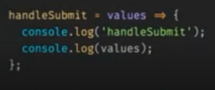 handleSubmit = values => {
console.log('handleSubmit');
console.log(values);
};